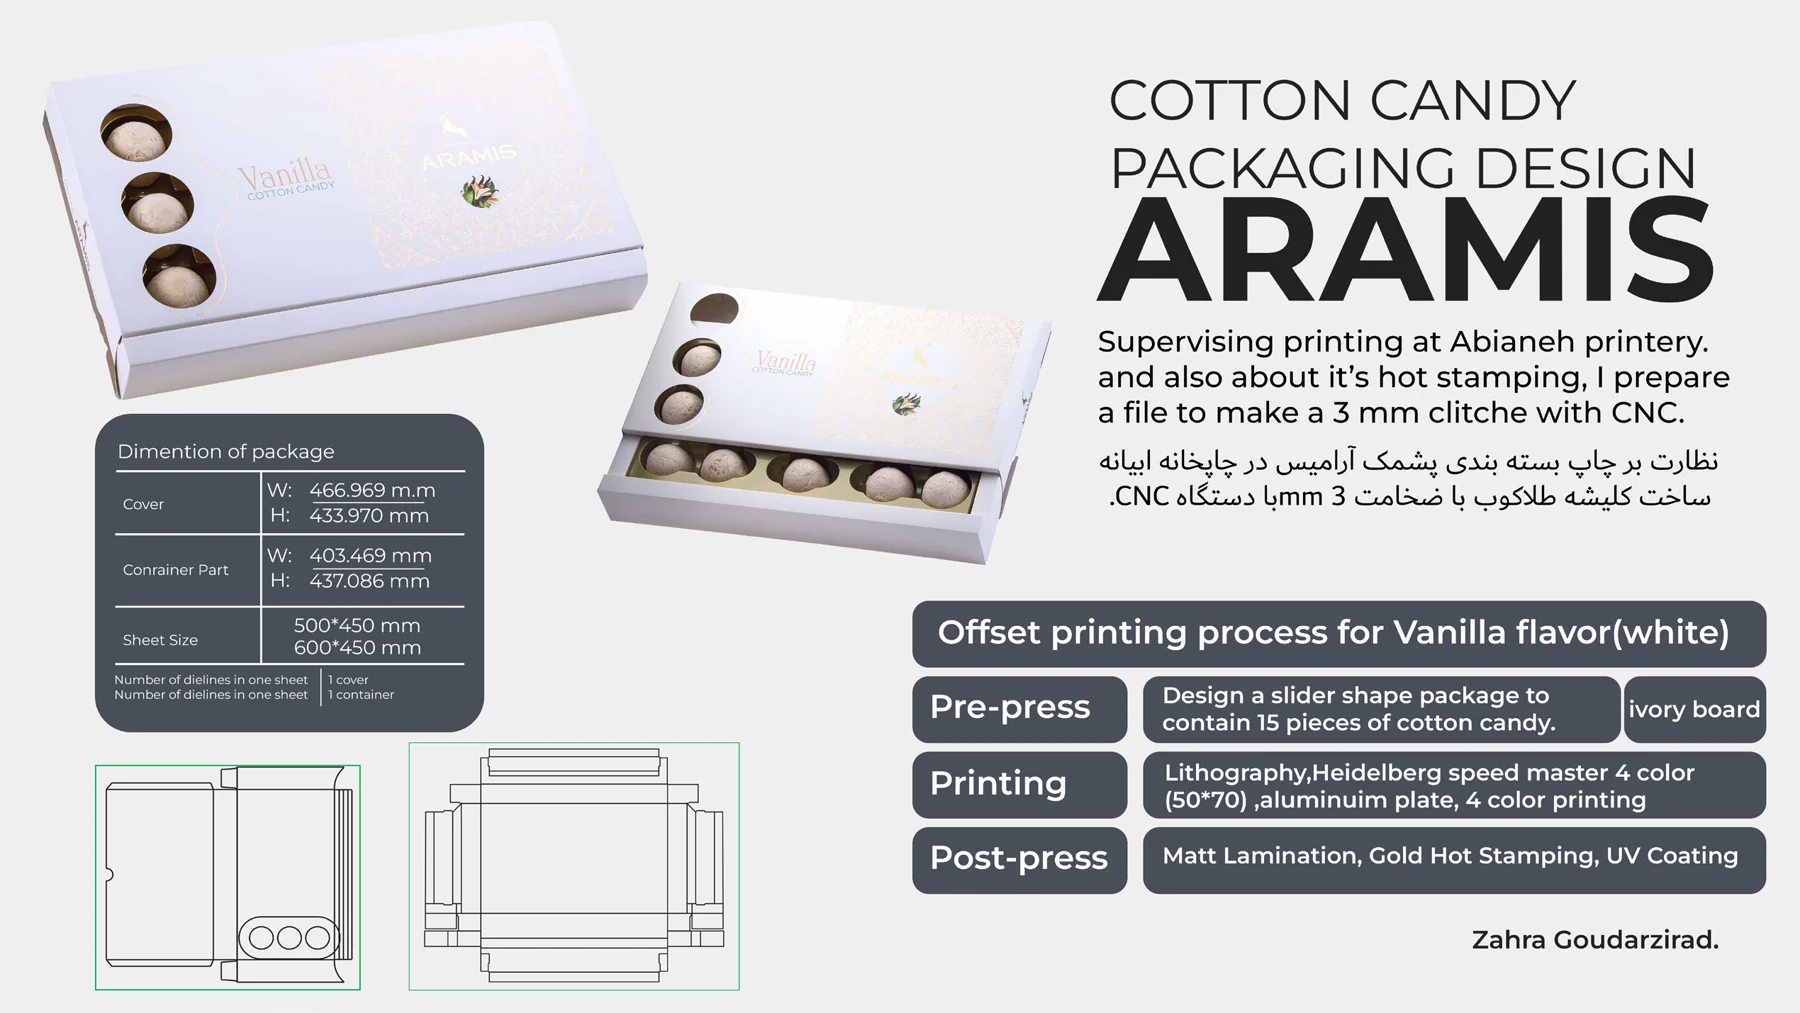 COTTON CANDY
PACKAGING DESIGN
ARAMIS
Supervising printing at Abianeh printery.
and also about it's hot stamping, I prepare
a file to make a 3 mm clitche with CNC.
نظارت بر چاپ بسته بندی پشمک آرامیس در چاپخانه ابیانه
ساخت کلیشه طلاکوب با ضخامت 3 mmبا دستگاه CNC.
Vanilla
COTTON CANDY
ARAMIS
Vanilla
COTTON CANDY
ARAMIS
Dimention of package
Cover
W: 466.969 m.m
H: 433.970 mm
Conrainer Part
W: 403.469 mm
H: 437.086 mm
Sheet Size
500*450 mm
600*450 mm
Number of dielines in one sheet 1 cover
Number of dielines in one sheet 1 container
Offset printing process for Vanilla flavor(white)
Pre-press
Design a slider shape package to
contain 15 pieces of cotton candy.
ivory board
Printing
Lithography,Heidelberg speed master 4 color
(50*70) ,aluminuim plate, 4 color printing
Post-press
Matt Lamination, Gold Hot Stamping, UV Coating
Zahra Goudarzirad.